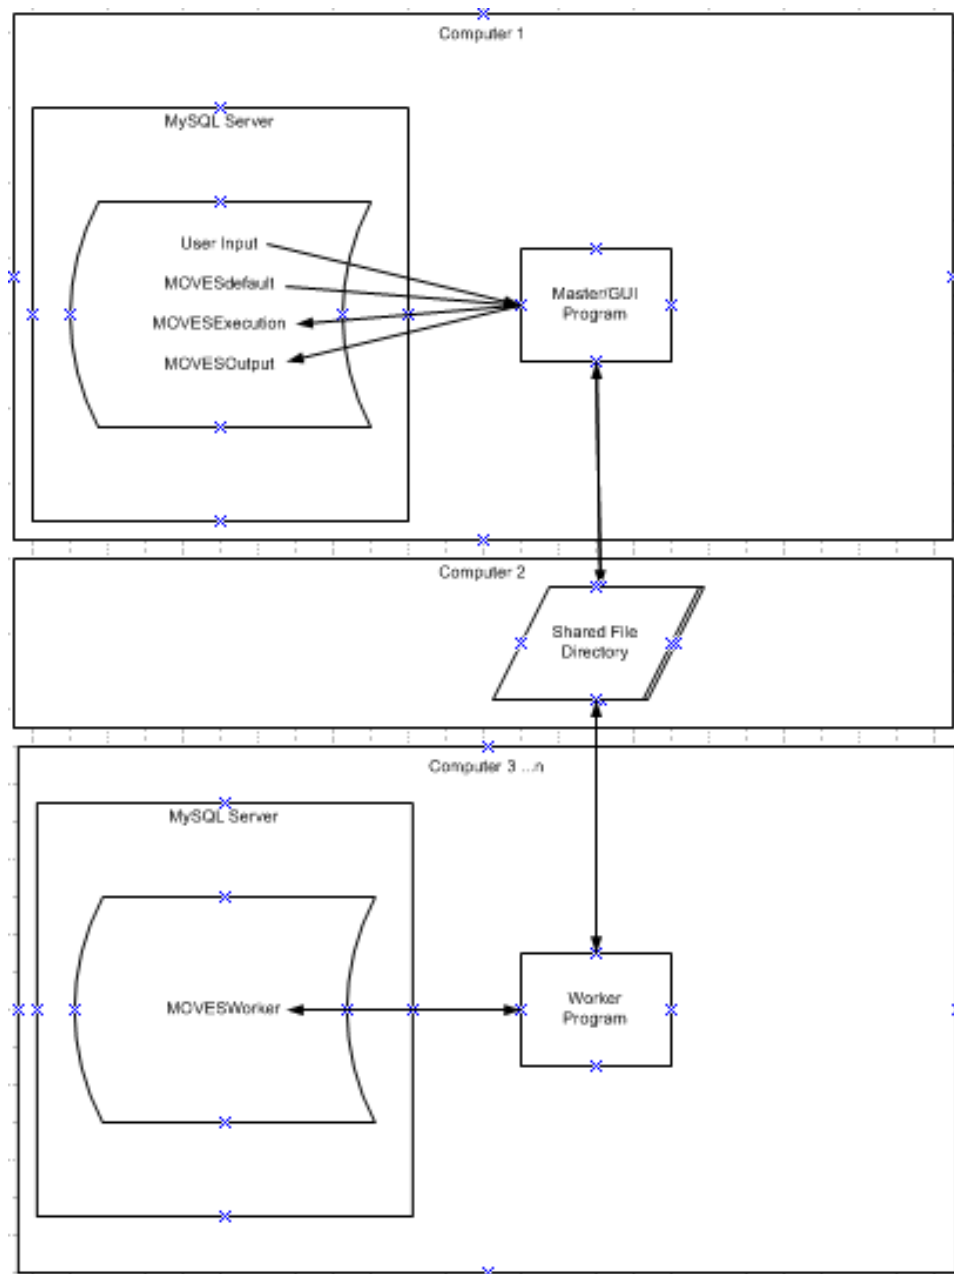 Computer 1
MySQL Server
User Input
MOVESdefault
MOVESExecution
MOVESOutput
Master/GUI
Program
Computer 2
Shared File
Directory
Computer 3 ...n
MySQL Server
MOVESWorker
Worker
Program